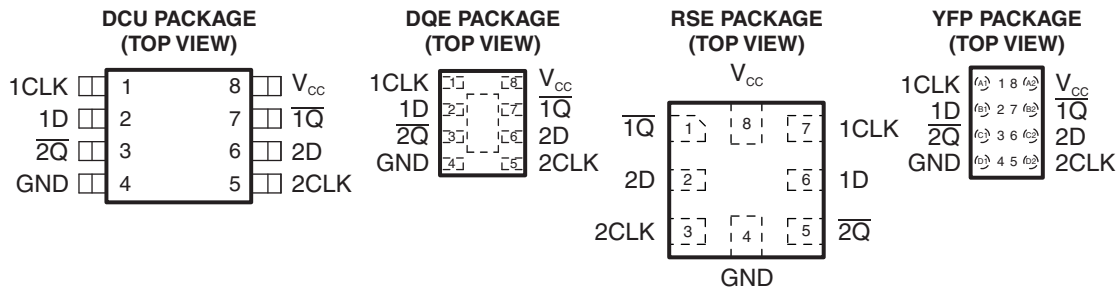 DCU PACKAGE
(TOP VIEW)
1CLK 1 8 V_CC
1D 2 7 1Q̅
2Q̅ 3 6 2D
GND 4 5 2CLK
DQE PACKAGE
(TOP VIEW)
1CLK 1 8 V_CC
1D 2 7 1Q̅
2Q̅ 3 6 2D
GND 4 5 2CLK
RSE PACKAGE
(TOP VIEW)
V_CC
1Q̅ 1 8 7 1CLK
2D 2 6 1D
2CLK 3 4 5 2Q̅
GND
YFP PACKAGE
(TOP VIEW)
1CLK A1 1 8 A2 V_CC
1D B1 2 7 B2 1Q̅
2Q̅ C1 3 6 C2 2D
GND D1 4 5 D2 2CLK